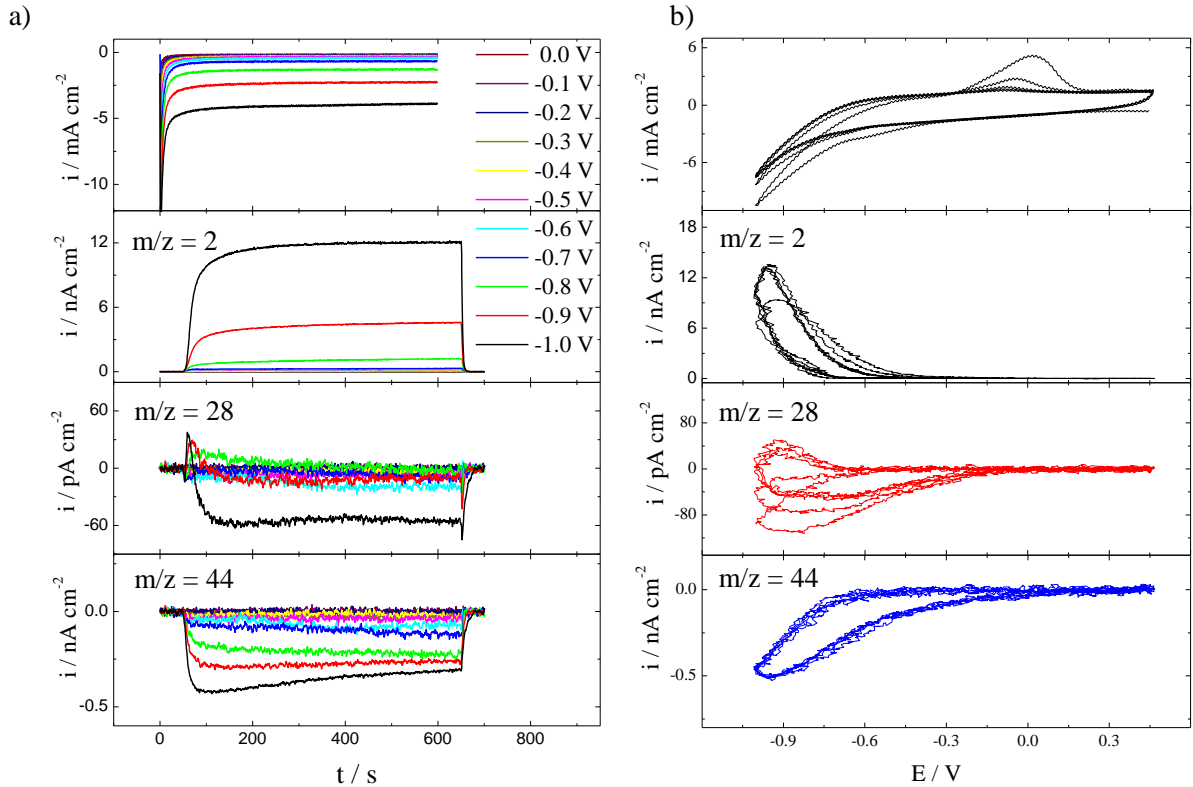 a)
i / mA cm-2
0
-5
-10
0.0 V
-0.1 V
-0.2 V
-0.3 V
-0.4 V
-0.5 V
i / nA cm-2
12
6
0
m/z = 2
-0.6 V
-0.7 V
-0.8 V
-0.9 V
-1.0 V
i / pA cm-2
60
0
-60
m/z = 28
i / nA cm-2
0.0
-0.5
m/z = 44
0 200 400 600 800
t / s
b)
i / mA cm-2
6
0
-6
i / nA cm-2
18
12
6
0
m/z = 2
i / pA cm-2
80
0
-80
m/z = 28
i / nA cm-2
0.0
-0.5
m/z = 44
-0.9 -0.6 -0.3 0.0 0.3
E / V